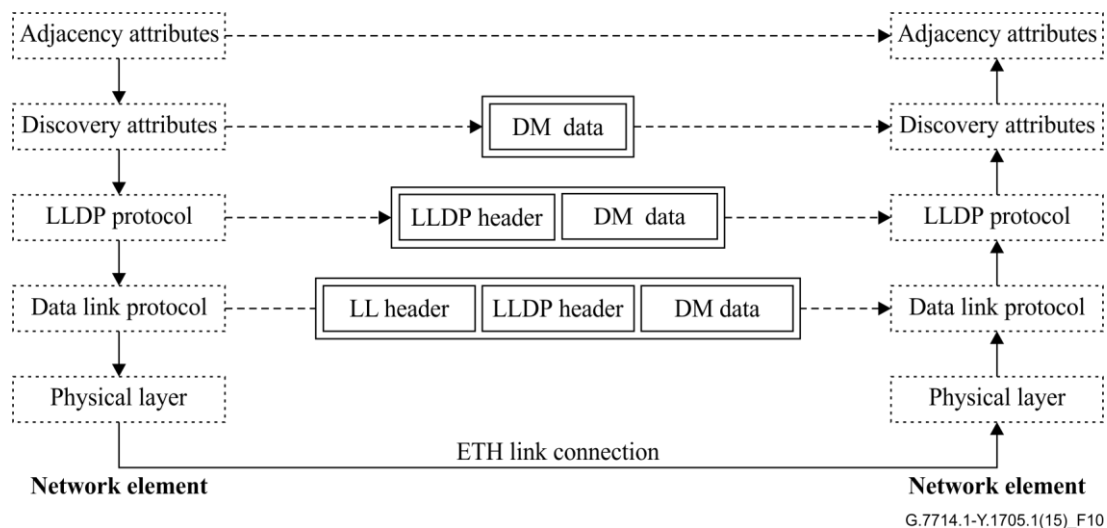 Adjacency attributes
Adjacency attributes
Discovery attributes
DM data
Discovery attributes
LLDP protocol
LLDP header
DM data
LLDP protocol
Data link protocol
LL header
LLDP header
DM data
Data link protocol
Physical layer
Physical layer
ETH link connection
Network element
Network element
G.7714.1-Y.1705.1(15)_F10